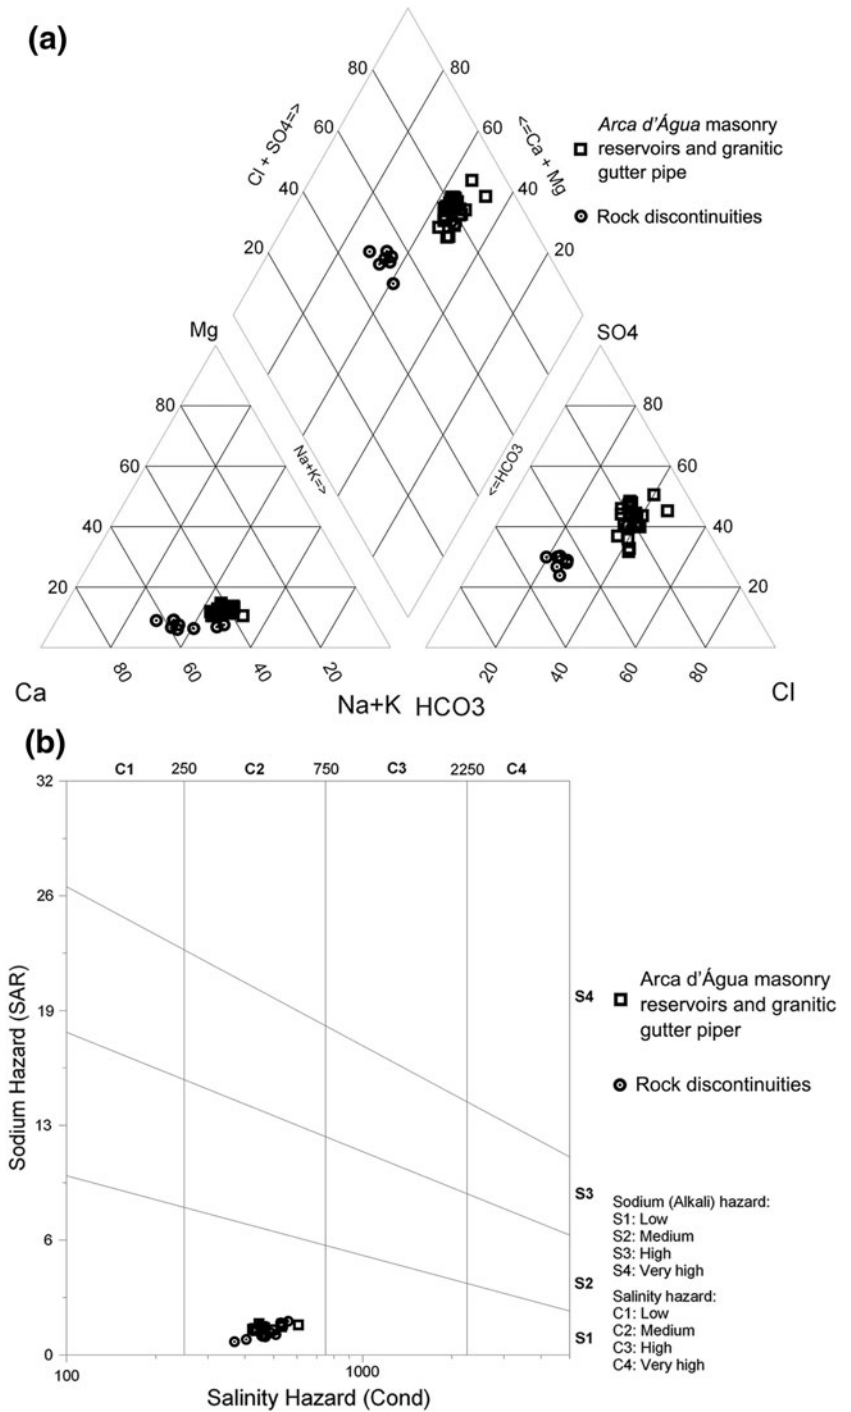 (a)
80
80
60
60
40
40
20
20
Cl + SO4=>
<=Ca + Mg
Arca d'Água masonry
reservoirs and granitic
gutter pipe
Rock discontinuities
Mg
SO4
80
60
40
20
Na+K=>
<=HCO3
80
60
40
20
80
60
40
20
20
40
60
80
Ca
Na+K
HCO3
Cl
(b)
C1
250
C2
750
C3
2250
C4
32
26
19
13
6
0
Sodium Hazard (SAR)
S4
S3
S2
S1
100
1000
Salinity Hazard (Cond)
Arca d'Água masonry
reservoirs and granitic
gutter piper
Rock discontinuities
Sodium (Alkali) hazard:
S1: Low
S2: Medium
S3: High
S4: Very high
Salinity hazard:
C1: Low
C2: Medium
C3: High
C4: Very high